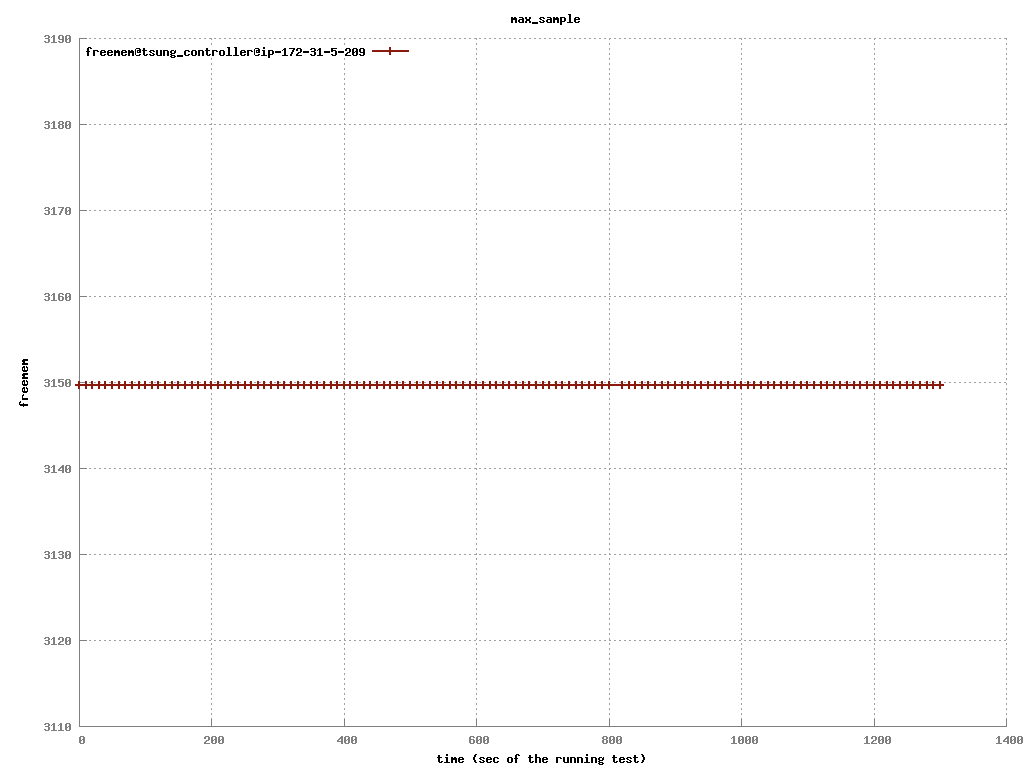 max_sample
freemem@tsung_controller@ip-172-31-5-209
3190
3180
3170
3160
3150
3140
3130
3120
3110
freemem
0 200 400 600 800 1000 1200 1400
time (sec of the running test)